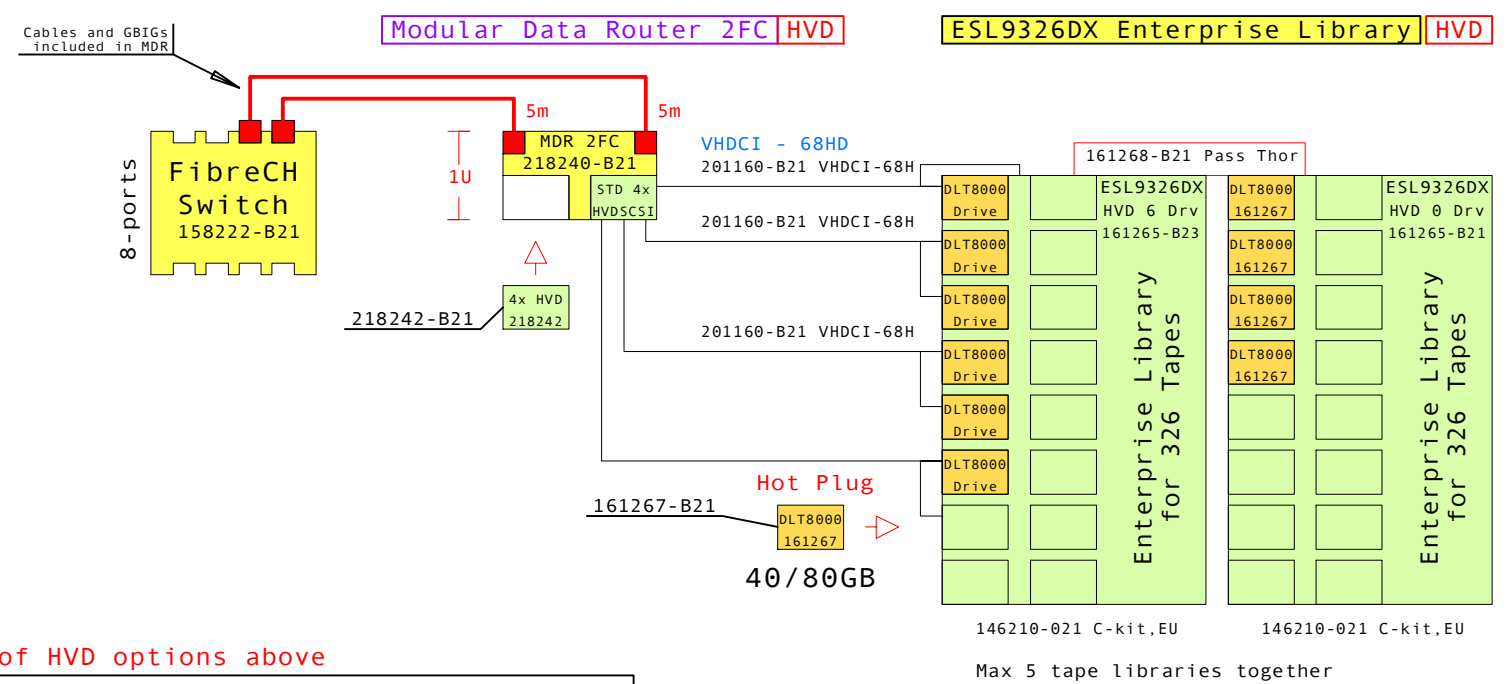 Cables and GBIGs
included in MDR
Modular Data Router 2FC HVD
ESL9326DX Enterprise Library HVD
5m
5m
8-ports
FibreCH
Switch
158222-B21
1U
MDR 2FC
218240-B21
STD 4x
HVDSCSI
VHDCI - 68HD
201160-B21 VHDCI-68H
201160-B21 VHDCI-68H
201160-B21 VHDCI-68H
218242-B21
4x HVD
218242
161268-B21 Pass Thor
DLT8000
Drive
DLT8000
Drive
DLT8000
Drive
DLT8000
Drive
DLT8000
Drive
DLT8000
Drive
ESL9326DX
HVD 6 Drv
161265-B23
Enterprise Library
for 326 Tapes
DLT8000
161267
DLT8000
161267
DLT8000
161267
DLT8000
161267
ESL9326DX
HVD 0 Drv
161265-B21
Enterprise Library
for 326 Tapes
Hot Plug
161267-B21
DLT8000
161267
40/80GB
146210-021 C-kit,EU
146210-021 C-kit,EU
Max 5 tape libraries together
of HVD options above